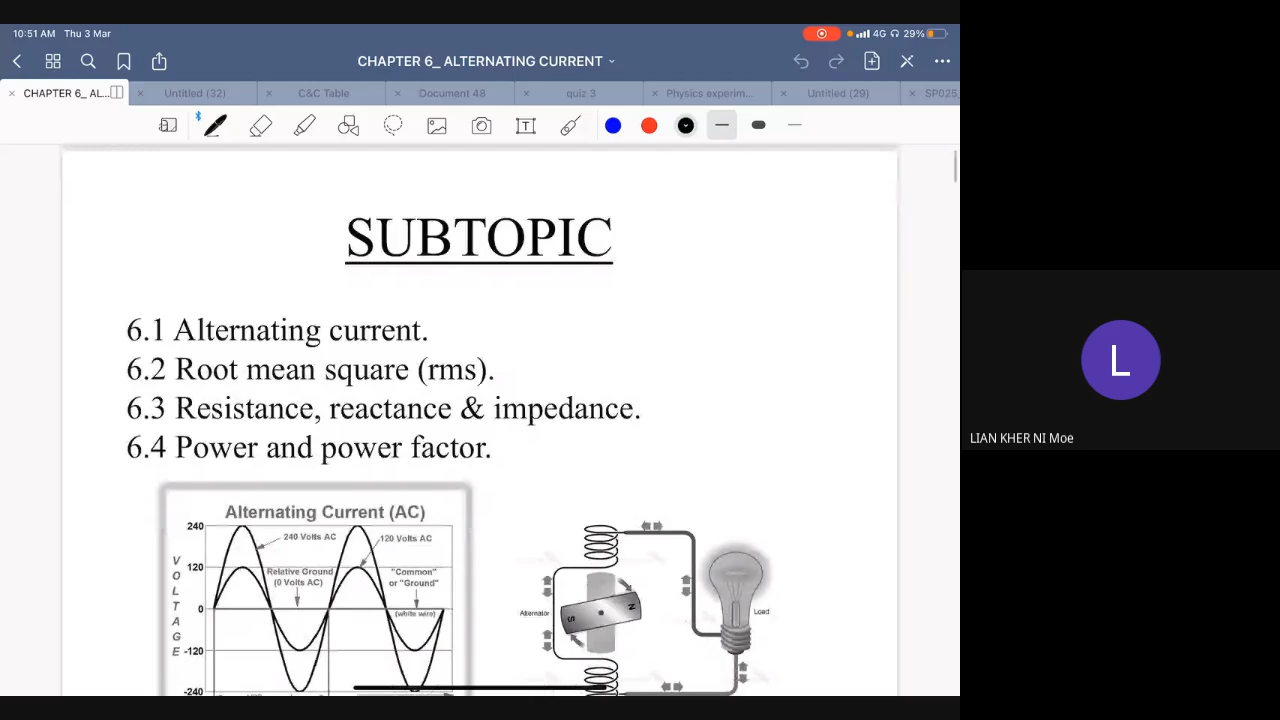 10:51 AM Thu 3 Mar
4G 29%
CHAPTER 6_ ALTERNATING CURRENT
CHAPTER 6_ AL...
Untitled (32)
C&C Table
Document 48
quiz 3
Physics experim...
Untitled (29)
SP025_
T
SUBTOPIC
6.1 Alternating current.
6.2 Root mean square (rms).
6.3 Resistance, reactance & impedance.
6.4 Power and power factor.
Alternating Current (AC)
VOLTAGE
240
120
0
-120
-240
240 Volts AC
120 Volts AC
Relative Ground
(0 Volts AC)
"Common"
or "Ground"
(white wire)
Alternator
N
S
Load
L
LIAN KHER NI Moe